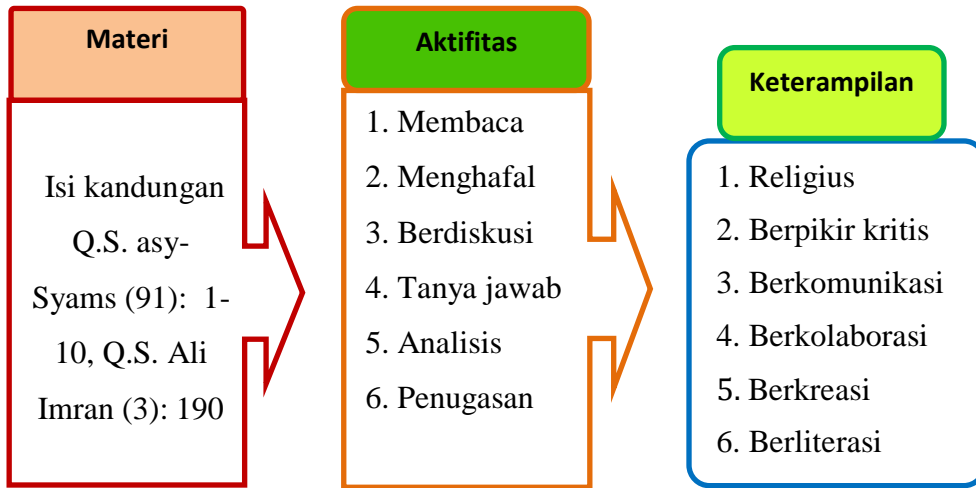 Materi
Isi kandungan
Q.S. asy-
Syams (91): 1-
10, Q.S. Ali
Imran (3): 190
Aktifitas
1. Membaca
2. Menghafal
3. Berdiskusi
4. Tanya jawab
5. Analisis
6. Penugasan
Keterampilan
1. Religius
2. Berpikir kritis
3. Berkomunikasi
4. Berkolaborasi
5. Berkreasi
6. Berliterasi